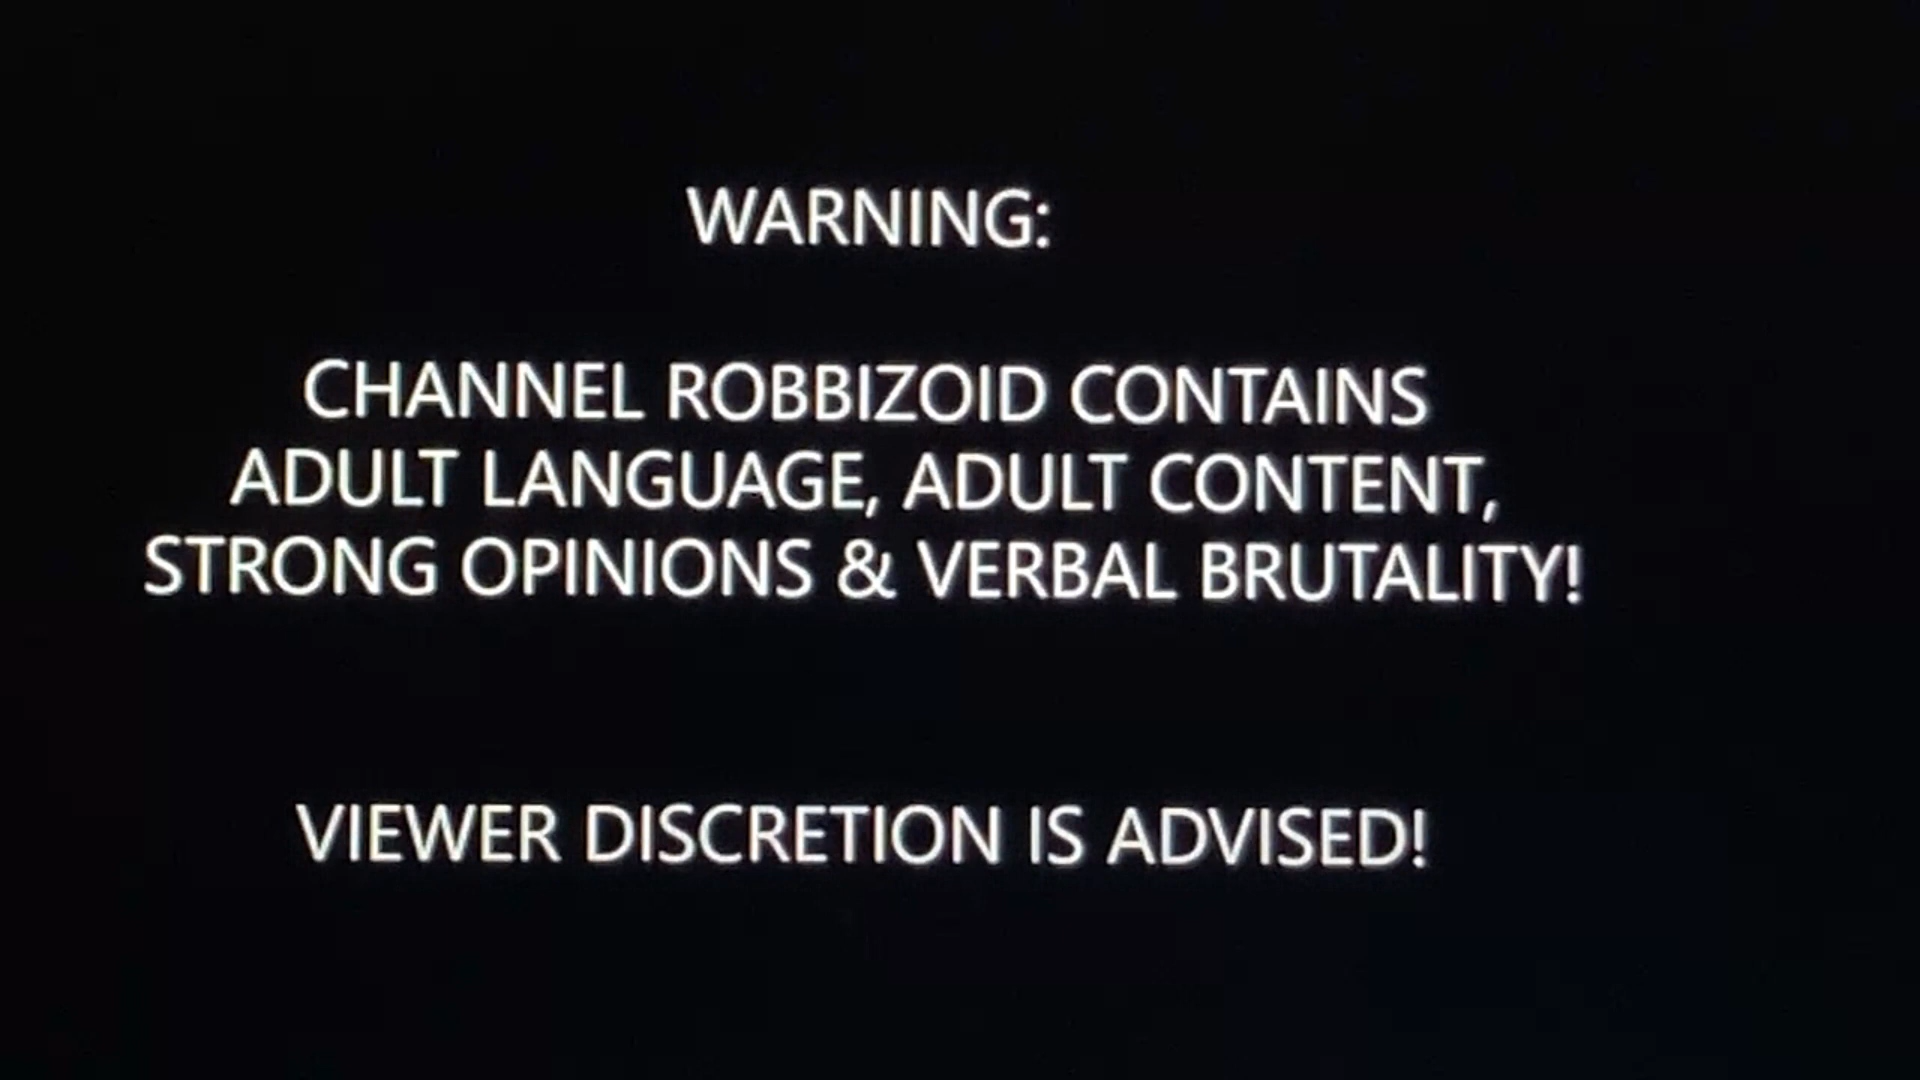 WARNING:
CHANNEL ROBBIZOID CONTAINS
ADULT LANGUAGE, ADULT CONTENT,
STRONG OPINIONS & VERBAL BRUTALITY!
VIEWER DISCRETION IS ADVISED!